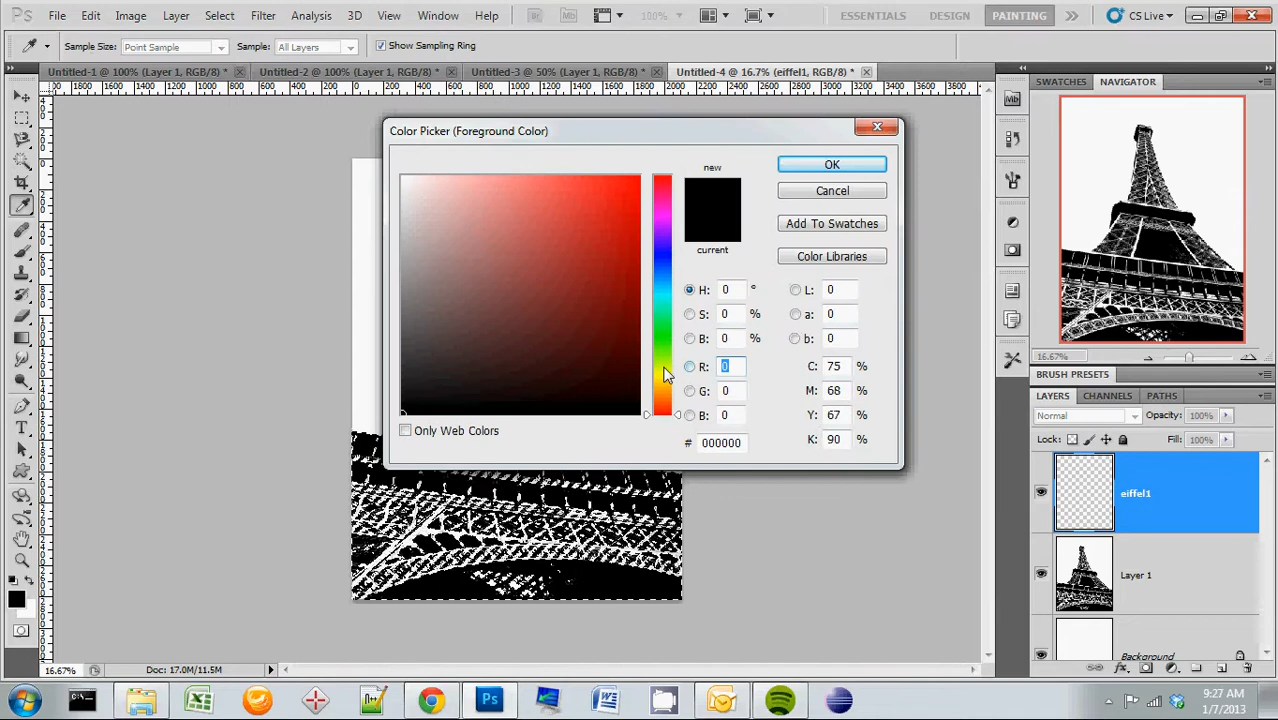 Ps File Edit Image Layer Select Filter Analysis 3D View Window Help Br Mb 100% ESSENTIALS DESIGN PAINTING CS Live
Sample Size: Point Sample Sample: All Layers Show Sampling Ring
Untitled-1 @ 100% (Layer 1, RGB/8) * Untitled-2 @ 100% (Layer 1, RGB/8) * Untitled-3 @ 50% (Layer 1, RGB/8) * Untitled-4 @ 16.7% (eiffel1, RGB/8) *
SWATCHES NAVIGATOR
Color Picker (Foreground Color)
new
current
OK
Cancel
Add To Swatches
Color Libraries
H: 0 ° L: 0
S: 0 % a: 0
B: 0 % b: 0
R: 0 C: 75 %
G: 0 M: 68 %
B: 0 Y: 67 %
# 000000 K: 90 %
Only Web Colors
16.67%
BRUSH PRESETS
LAYERS CHANNELS PATHS
Normal Opacity: 100%
Lock: Fill: 100%
eiffel1
Layer 1
Background
16.67% Doc: 17.0M/11.5M
9:27 AM
1/7/2013